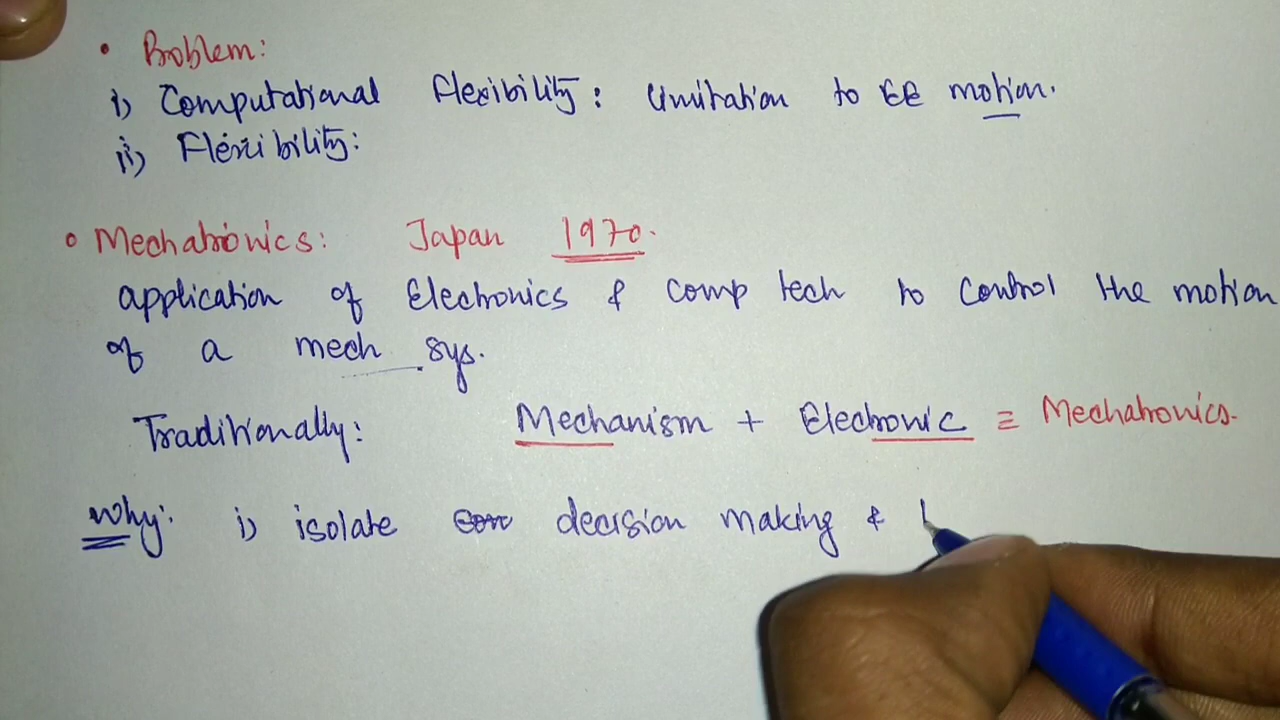 • Problem:
i) Computational flexibility: limitation to motion.
ii) Flexibility:
• Mechatronics: Japan 1970.
application of Electronics & comp tech to control the motion
of a mech sys.
Traditionally: Mechanism + Electronic ≡ Mechatronics.
Why: i) isolate decision making &